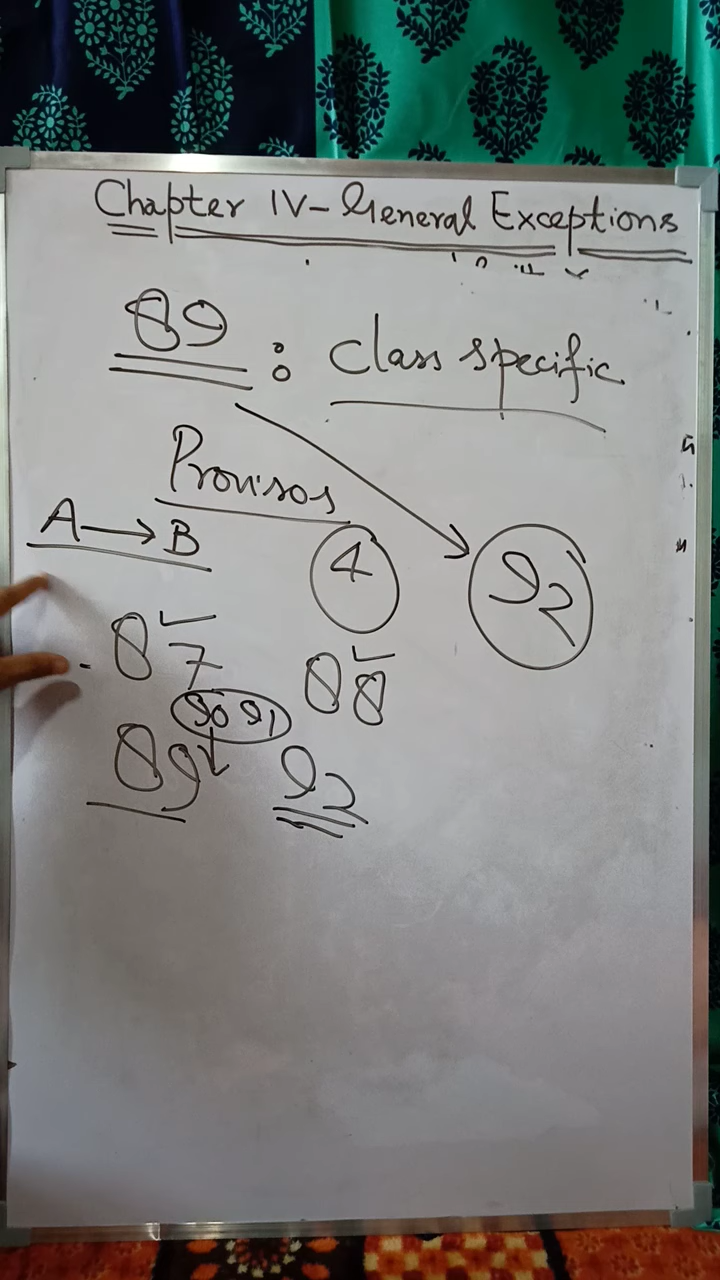 Chapter IV- General Exceptions
89 : Class specific
Provisos
A → B
4
92
87 88
90 91
89 92